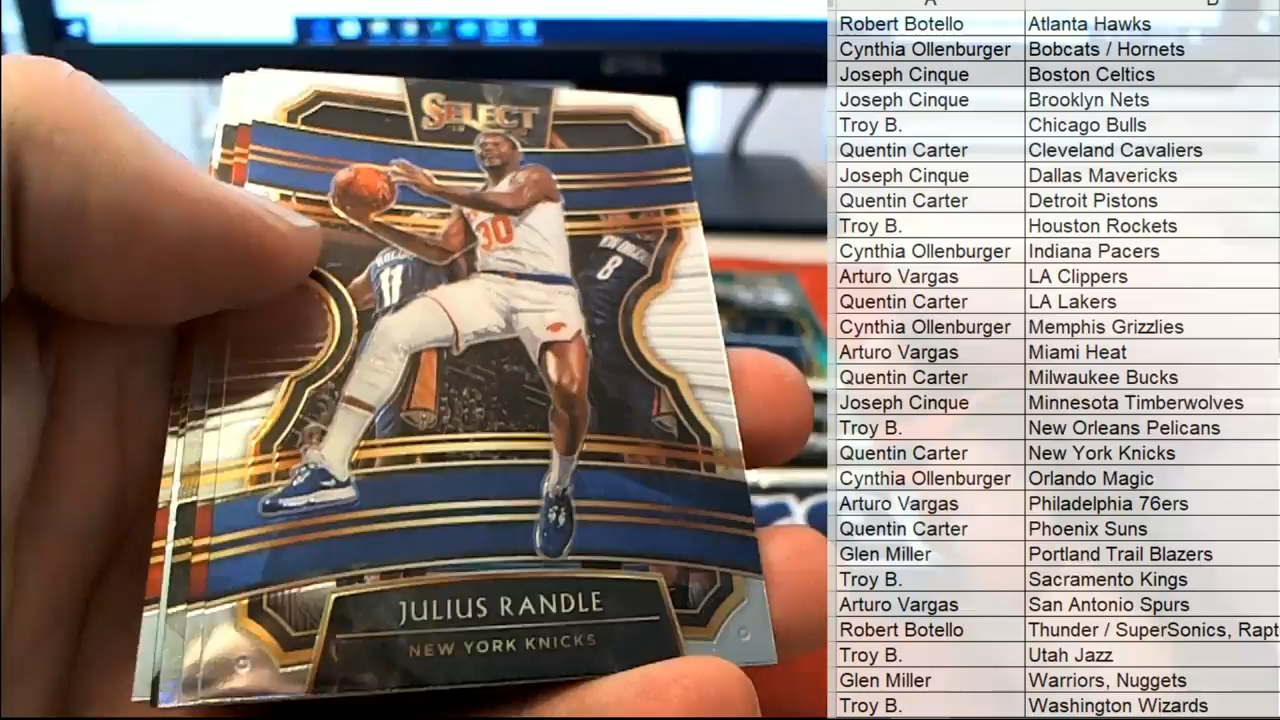 SELECT
30
11
8
JULIUS RANDLE
NEW YORK KNICKS
Robert Botello Atlanta Hawks
Cynthia Ollenburger Bobcats / Hornets
Joseph Cinque Boston Celtics
Joseph Cinque Brooklyn Nets
Troy B. Chicago Bulls
Quentin Carter Cleveland Cavaliers
Joseph Cinque Dallas Mavericks
Quentin Carter Detroit Pistons
Troy B. Houston Rockets
Cynthia Ollenburger Indiana Pacers
Arturo Vargas LA Clippers
Quentin Carter LA Lakers
Cynthia Ollenburger Memphis Grizzlies
Arturo Vargas Miami Heat
Quentin Carter Milwaukee Bucks
Joseph Cinque Minnesota Timberwolves
Troy B. New Orleans Pelicans
Quentin Carter New York Knicks
Cynthia Ollenburger Orlando Magic
Arturo Vargas Philadelphia 76ers
Quentin Carter Phoenix Suns
Glen Miller Portland Trail Blazers
Troy B. Sacramento Kings
Arturo Vargas San Antonio Spurs
Robert Botello Thunder / SuperSonics, Rapt
Troy B. Utah Jazz
Glen Miller Warriors, Nuggets
Troy B. Washington Wizards